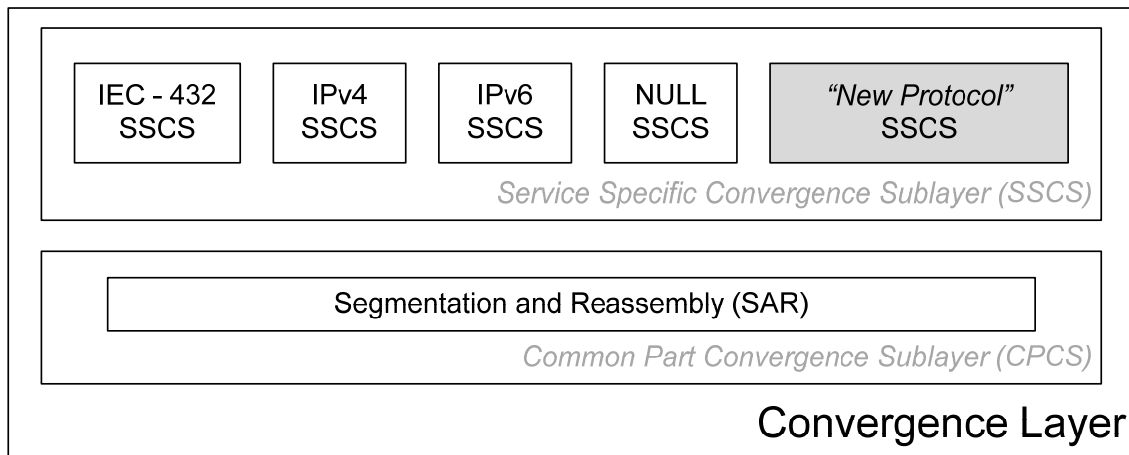 IEC - 432
SSCS
IPv4
SSCS
IPv6
SSCS
NULL
SSCS
“New Protocol”
SSCS
Service Specific Convergence Sublayer (SSCS)
Segmentation and Reassembly (SAR)
Common Part Convergence Sublayer (CPCS)
Convergence Layer